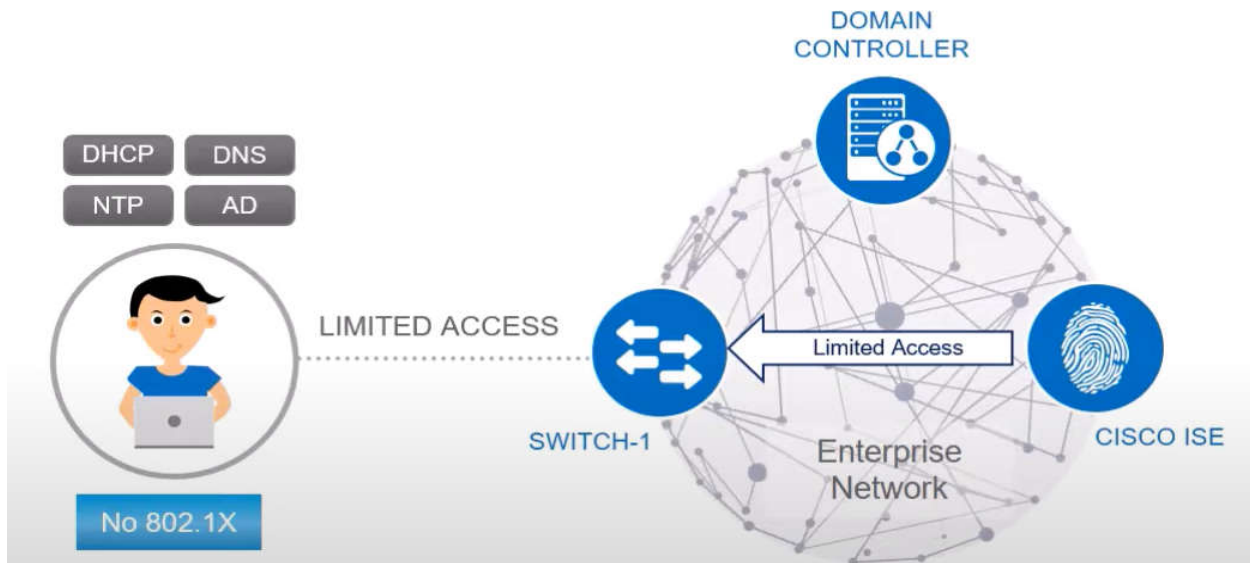 DOMAIN
CONTROLLER
DHCP DNS
NTP AD
LIMITED ACCESS
Limited Access
SWITCH-1
CISCO ISE
Enterprise
Network
No 802.1X